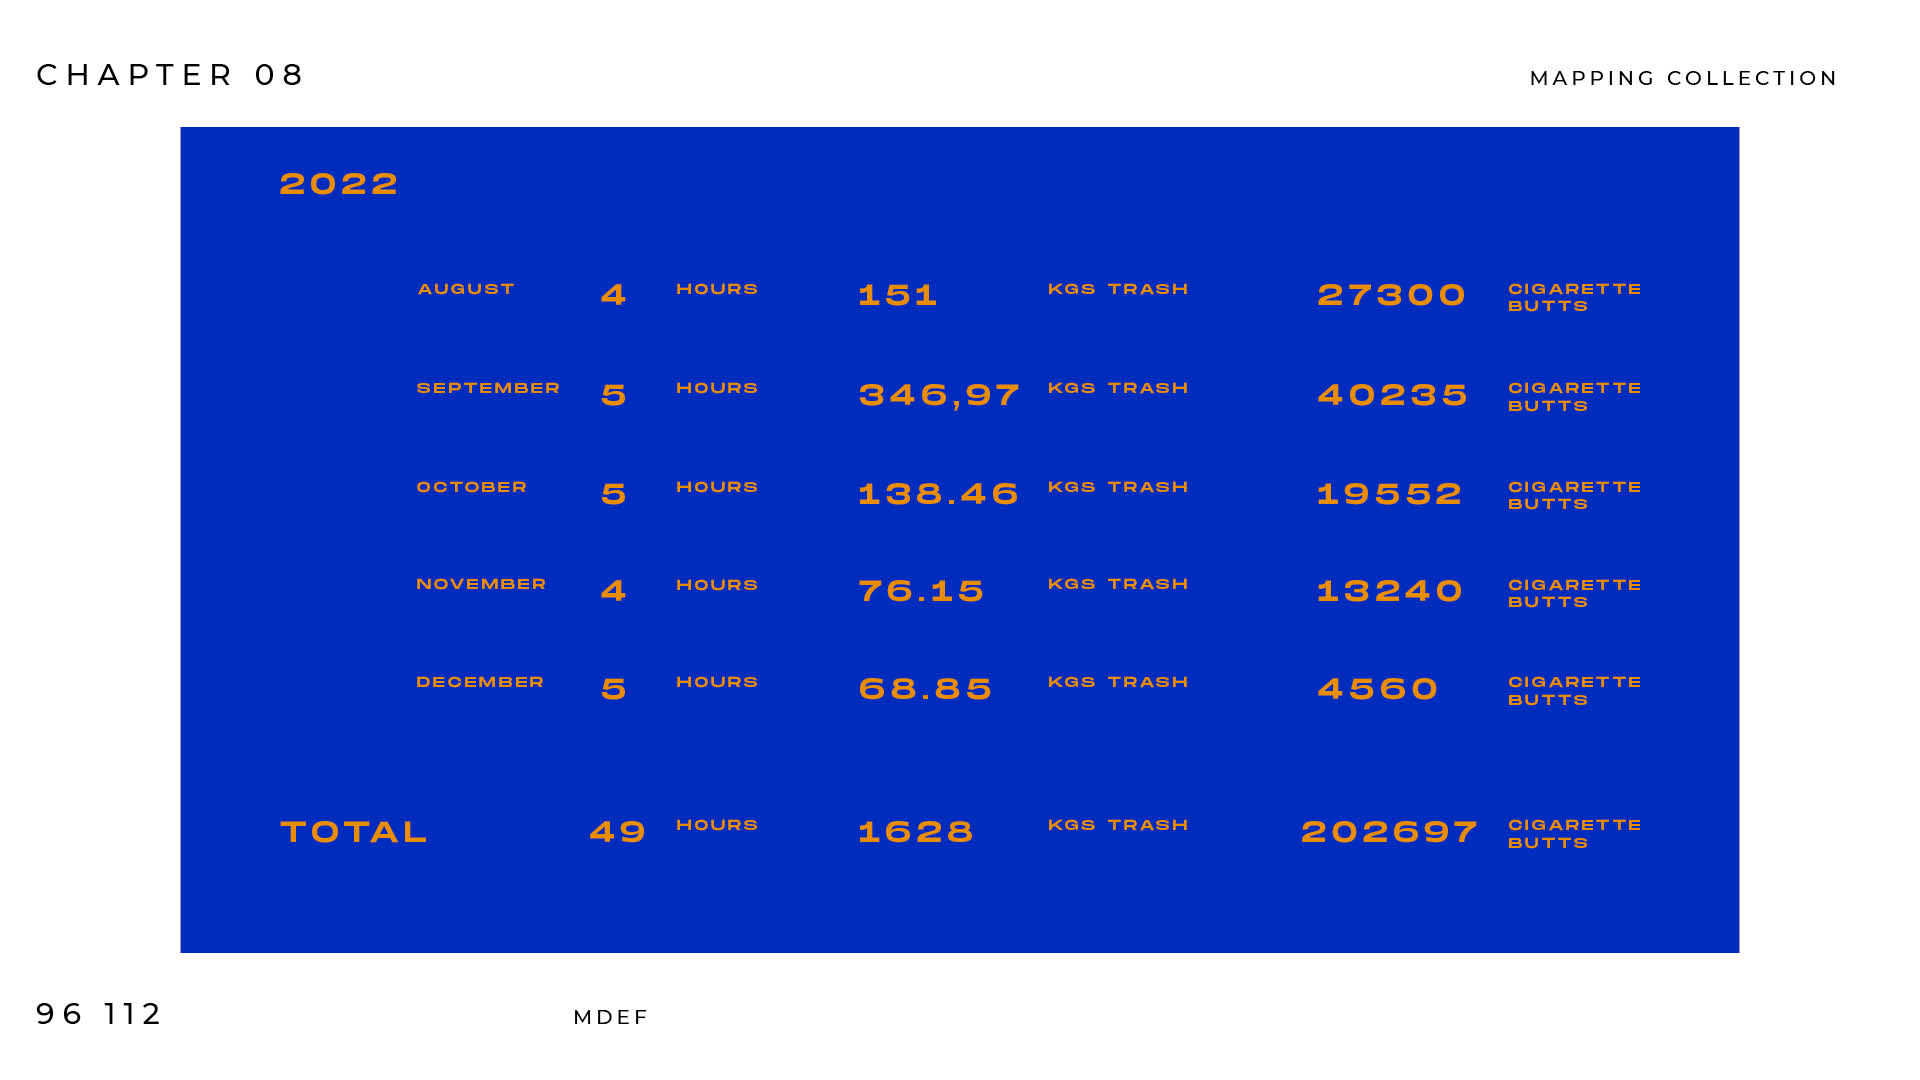 CHAPTER 08
MAPPING COLLECTION
2022
AUGUST 4 HOURS 151 KGS TRASH 27300 CIGARETTE BUTTS
SEPTEMBER 5 HOURS 346,97 KGS TRASH 40235 CIGARETTE BUTTS
OCTOBER 5 HOURS 138.46 KGS TRASH 19552 CIGARETTE BUTTS
NOVEMBER 4 HOURS 76.15 KGS TRASH 13240 CIGARETTE BUTTS
DECEMBER 5 HOURS 68.85 KGS TRASH 4560 CIGARETTE BUTTS
TOTAL 49 HOURS 1628 KGS TRASH 202697 CIGARETTE BUTTS
96 112
MDEF